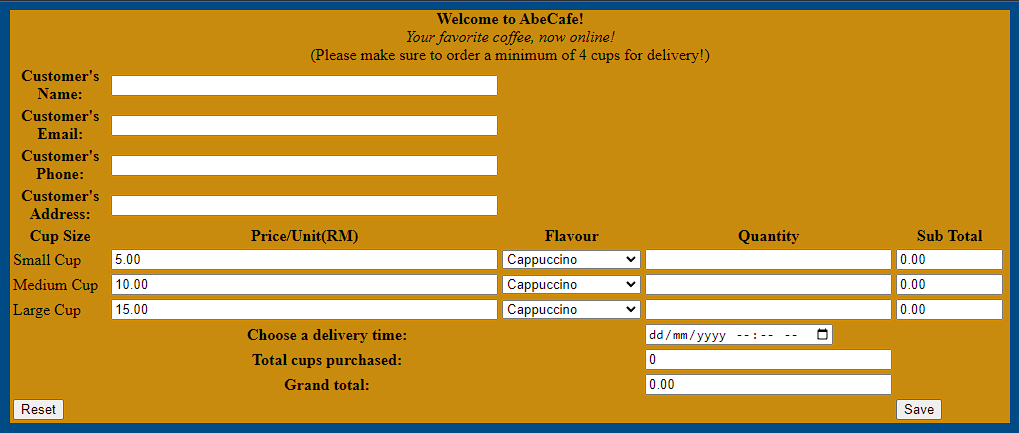 Welcome to AbeCafe!
Your favorite coffee, now online!
(Please make sure to order a minimum of 4 cups for delivery!)
Customer's
Name:
Customer's
Email:
Customer's
Phone:
Customer's
Address:
Cup Size Price/Unit(RM) Flavour Quantity Sub Total
Small Cup 5.00 Cappuccino 0.00
Medium Cup 10.00 Cappuccino 0.00
Large Cup 15.00 Cappuccino 0.00
Choose a delivery time: dd/mm/yyyy --:-- --
Total cups purchased: 0
Grand total: 0.00
Reset Save